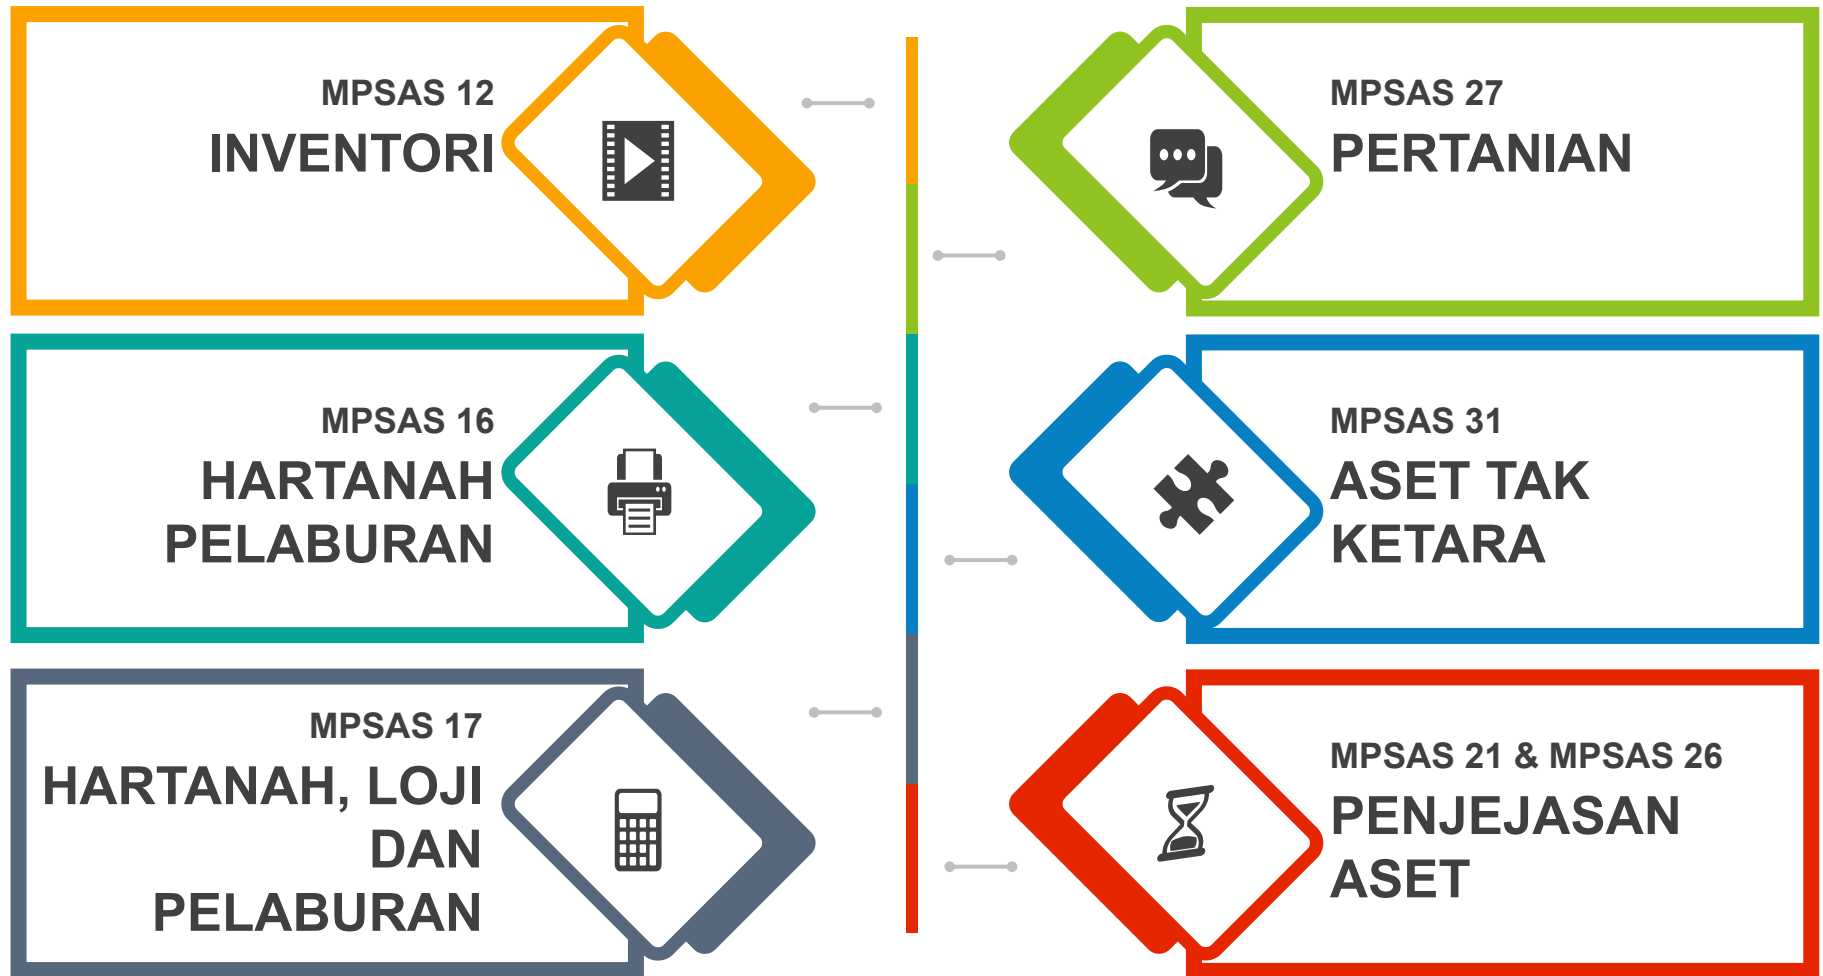 MPSAS 12
INVENTORI
MPSAS 16
HARTANAH
PELABURAN
MPSAS 17
HARTANAH, LOJI
DAN
PELABURAN
MPSAS 27
PERTANIAN
MPSAS 31
ASET TAK
KETARA
MPSAS 21 & MPSAS 26
PENJEJASAN
ASET